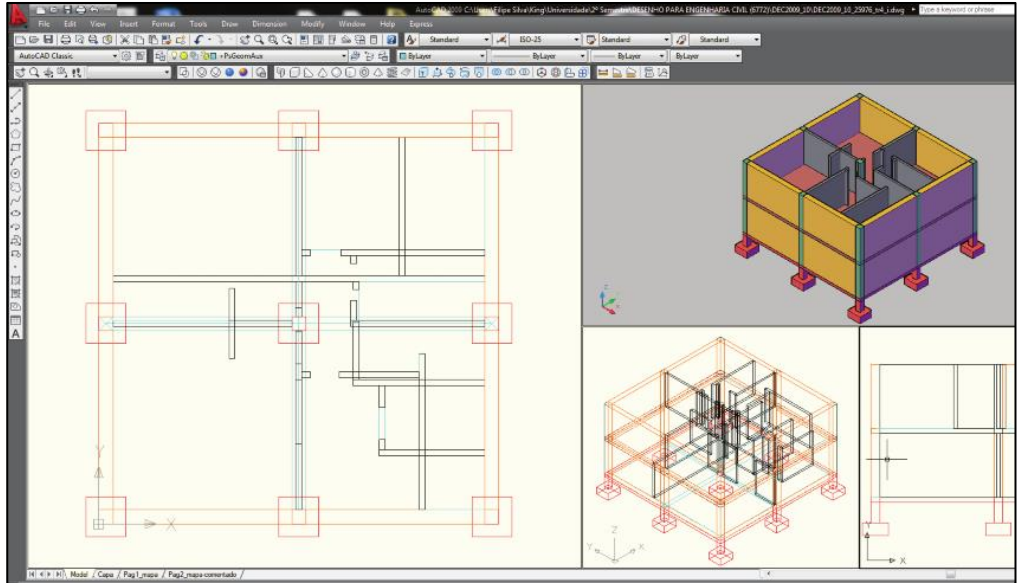 AutoCAD 2009 C:\Users\Filipe Silva\King\Universidade\2º Semestre\DESENHO PARA ENGENHARIA CIVIL (6772)\DEC2009_10\DEC2009_10_25976_tr4_i.dwg
Type a keyword or phrase
File Edit View Insert Format Tools Draw Dimension Modify Window Help Express
Standard ISO-25 Standard Standard
AutoCAD Classic PsGeomAux ByLayer ByLayer ByLayer ByLayer
A
Z
Y
X
Z
Y X
Y
X
Model / Capa / Pag1_mapa / Pag2_mapa-comentado /